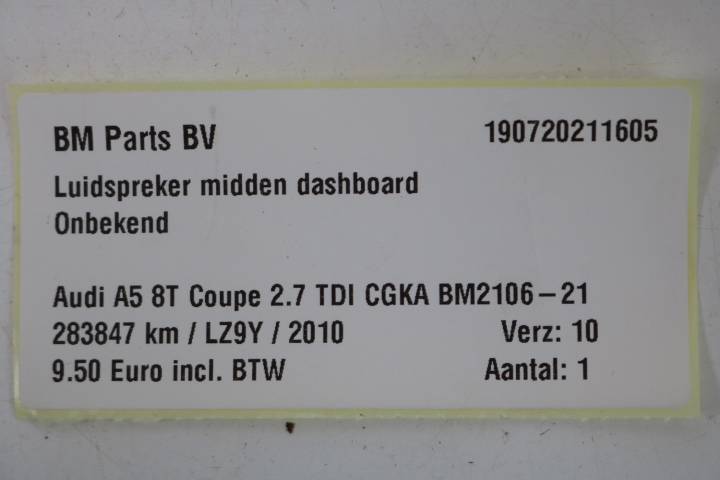 BM Parts BV 190720211605
Luidspreker midden dashboard
Onbekend
Audi A5 8T Coupe 2.7 TDI CGKA BM2106-21
283847 km / LZ9Y / 2010 Verz: 10
9.50 Euro incl. BTW Aantal: 1